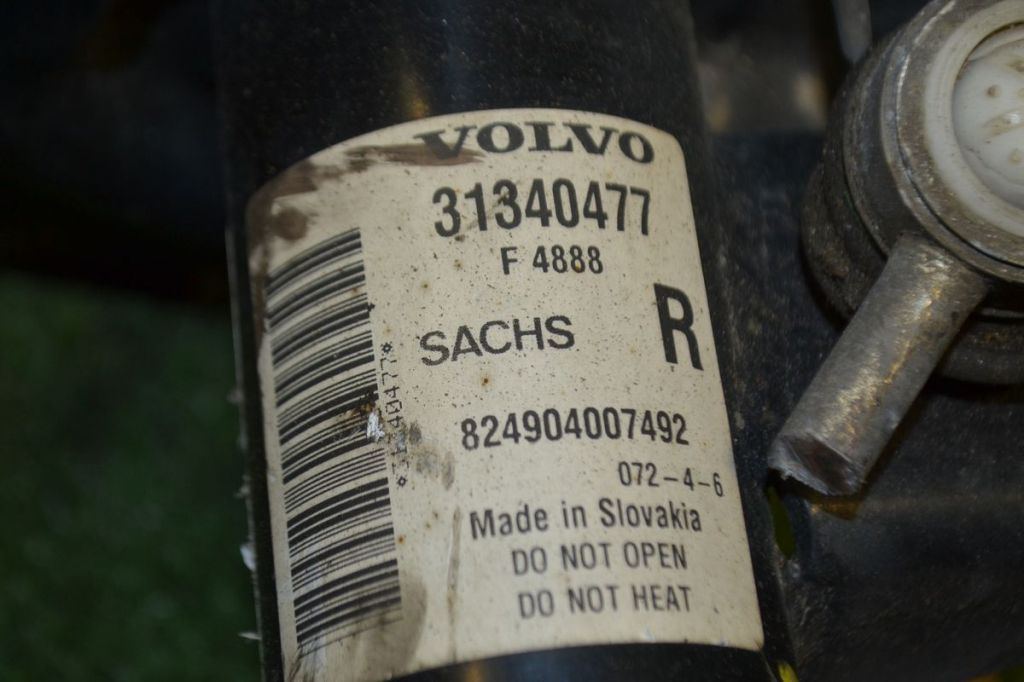 VOLVO
31340477
F 4888
SACHS
R
824904007492
072-4-6
Made in Slovakia
DO NOT OPEN
DO NOT HEAT